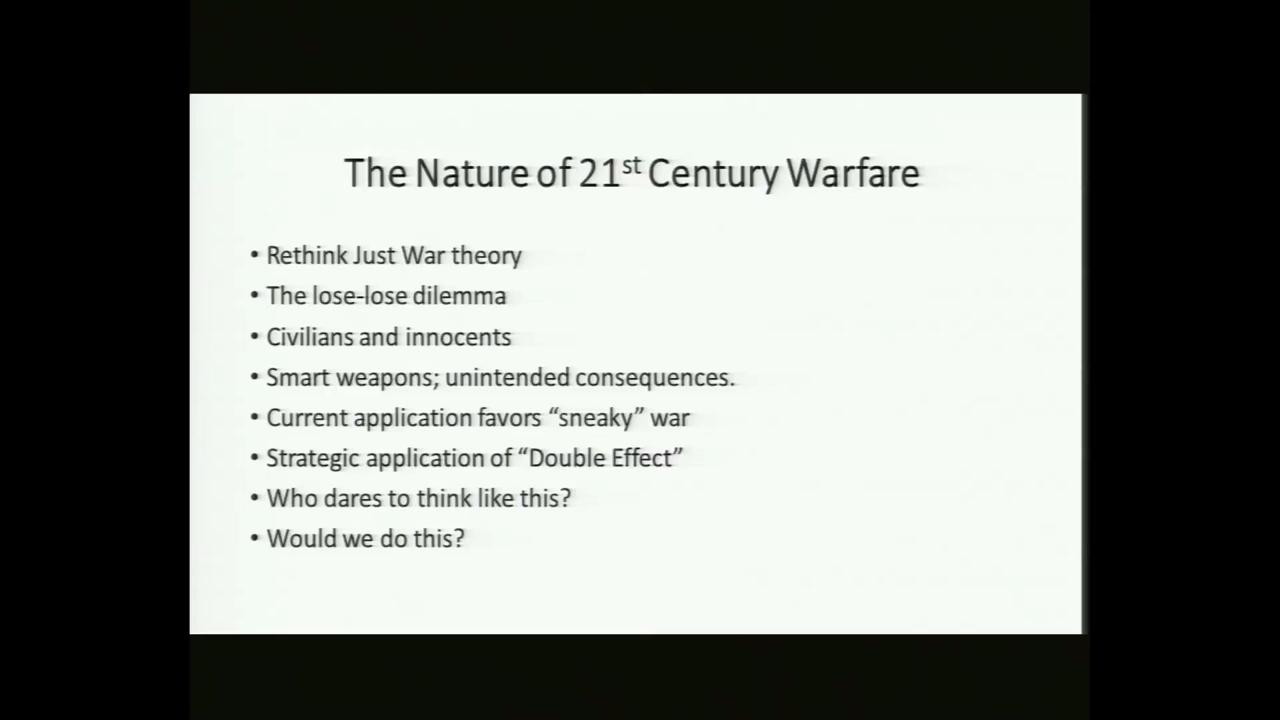 The Nature of 21st Century Warfare
• Rethink Just War theory
• The lose-lose dilemma
• Civilians and innocents
• Smart weapons; unintended consequences.
• Current application favors “sneaky” war
• Strategic application of “Double Effect”
• Who dares to think like this?
• Would we do this?